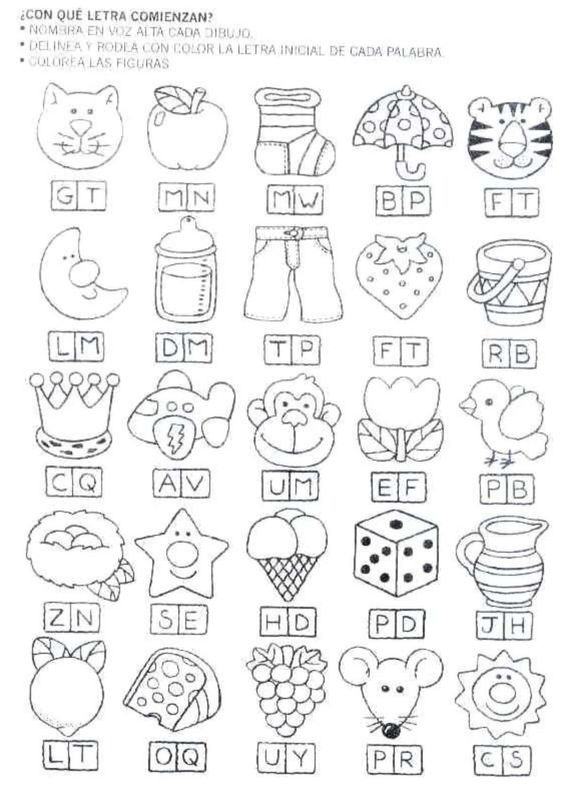 ¿CON QUÉ LETRA COMIENZAN?
• NOMBRA EN VOZ ALTA CADA DIBUJO.
• DELINEA Y RODEA CON COLOR LA LETRA INICIAL DE CADA PALABRA.
• COLOREA LAS FIGURAS
G T M N M W B P F T
L M D M T P F T R B
C Q A V U M E F P B
Z N S E H D P D J H
L T O Q U Y P R C S